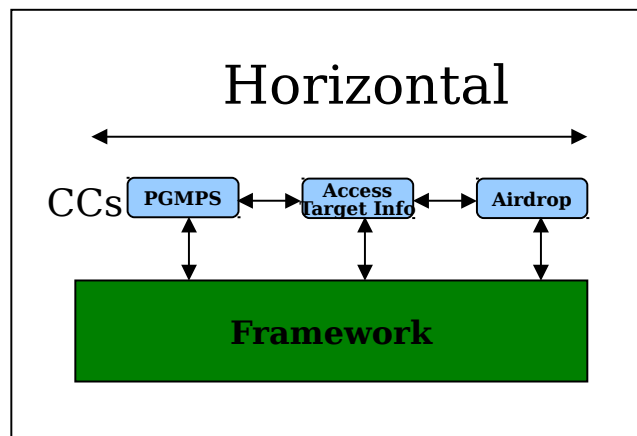 Horizontal
CCs
PGMPS
Access
Target Info
Airdrop
Framework